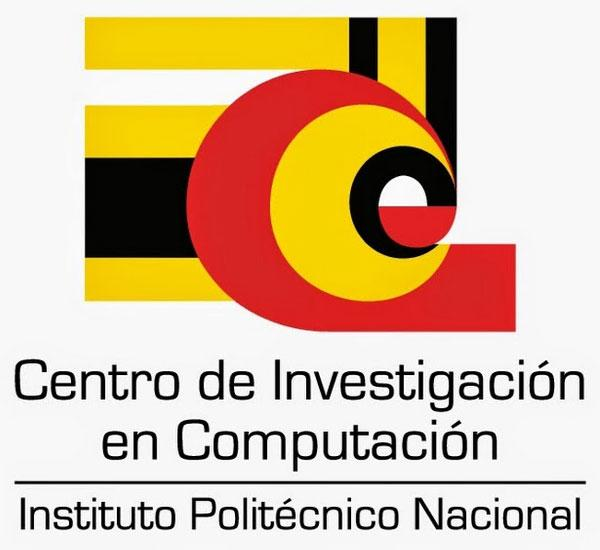 Centro de Investigación
en Computación
Instituto Politécnico Nacional